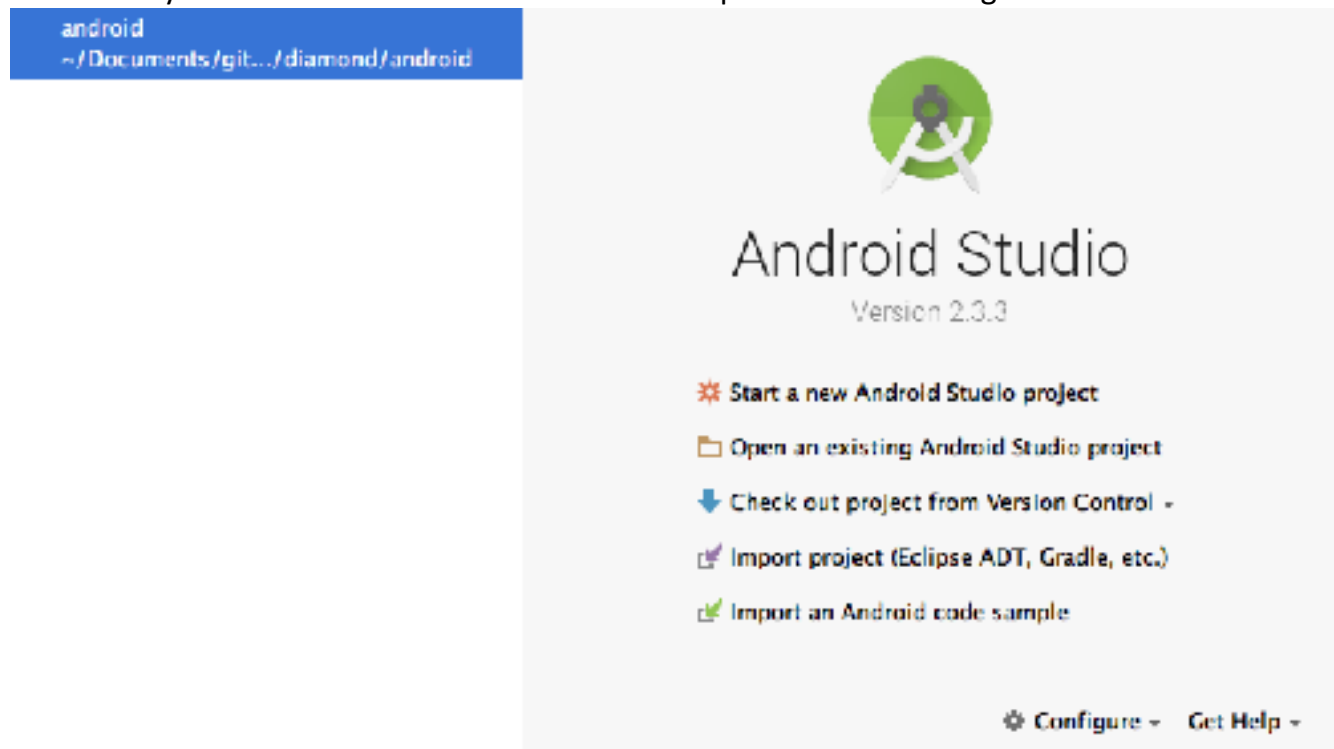 android
~/Documents/git.../diamond/android
Android Studio
Version 2.3.3
Start a new Android Studio project
Open an existing Android Studio project
Check out project from Version Control
Import project (Eclipse ADT, Gradle, etc.)
Import an Android code sample
Configure
Get Help